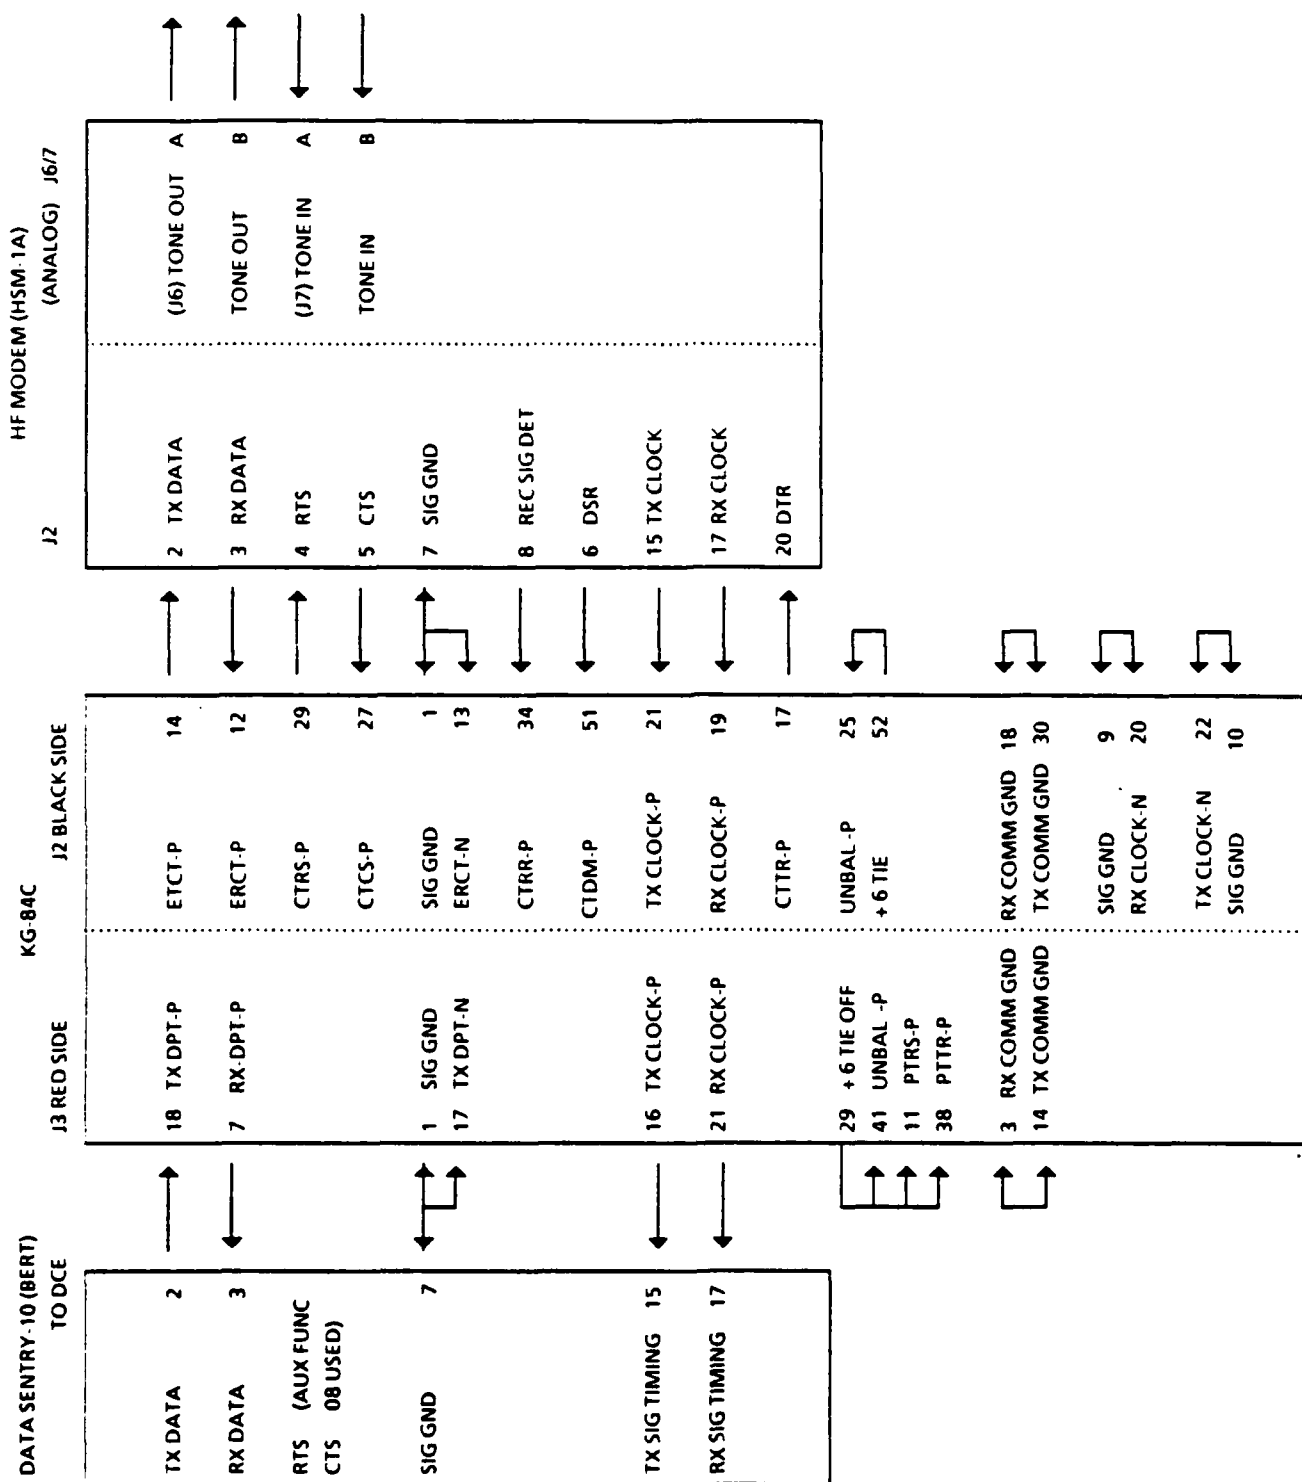 DATA SENTRY-10 (BERT)
TO DCE
TX DATA 2
RX DATA 3
RTS (AUX FUNC
CTS 08 USED)
SIG GND 7
TX SIG TIMING 15
RX SIG TIMING 17
KG-84C
J3 RED SIDE
J2 BLACK SIDE
18 TX DPT-P
7 RX-DPT-P
1 SIG GND
17 TX DPT-N
16 TX CLOCK-P
21 RX CLOCK-P
29 +6 TIE OFF
41 UNBAL -P
11 PTRS-P
38 PTTR-P
3 RX COMM GND
14 TX COMM GND
ETCT-P 14
ERCT-P 12
CTRS-P 29
CTCS-P 27
SIG GND 1
ERCT-N 13
CTRR-P 34
CTDM-P 51
TX CLOCK-P 21
RX CLOCK-P 19
CTTR-P 17
UNBAL-P 25
+6 TIE 52
RX COMM GND 18
TX COMM GND 30
SIG GND 9
RX CLOCK-N 20
TX CLOCK-N 22
SIG GND 10
HF MODEM (HSM-1A)
J2
(ANALOG) J6/7
2 TX DATA
3 RX DATA
4 RTS
5 CTS
7 SIG GND
8 REC SIG DET
6 DSR
15 TX CLOCK
17 RX CLOCK
20 DTR
(J6) TONE OUT A
TONE OUT B
(J7) TONE IN A
TONE IN B